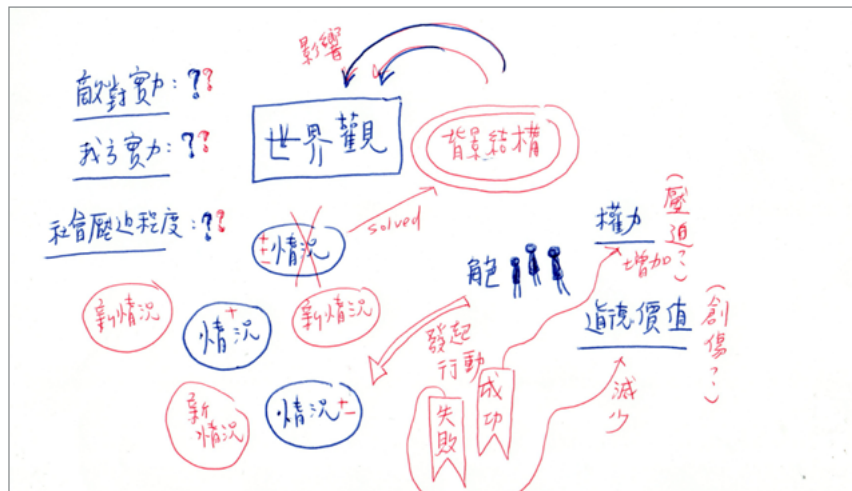 影響
敵對實力:??
世界觀
背景結構
我方實力:??
社會壓迫程度:??
solved
±情況
權力
(壓迫?)
增加
角色
新情況
情況+
新情況
道德價值
(創傷?)
發起
行動
成功
失敗
減少
新
情況
情況±